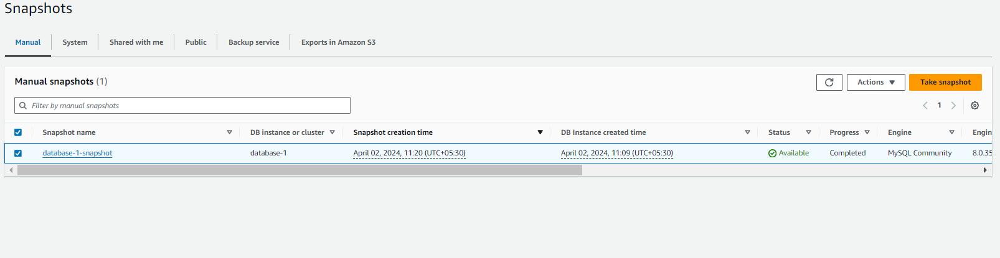 Snapshots
Manual System Shared with me Public Backup service Exports in Amazon S3
Manual snapshots (1) Actions Take snapshot
Filter by manual snapshots 1
Snapshot name DB instance or cluster Snapshot creation time DB Instance created time Status Progress Engine Engin
database-1-snapshot database-1 April 02, 2024, 11:20 (UTC+05:30) April 02, 2024, 11:09 (UTC+05:30) Available Completed MySQL Community 8.0.35